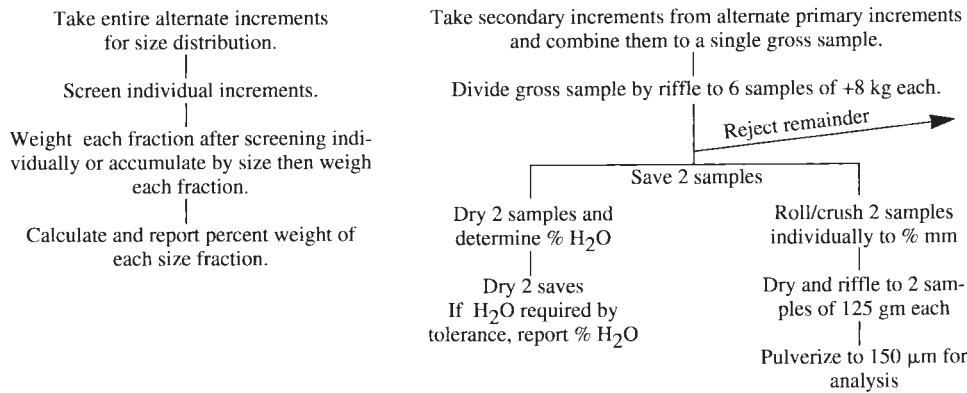 Take entire alternate increments
for size distribution.
Screen individual increments.
Weight each fraction after screening indi-
vidually or accumulate by size then weigh
each fraction.
Calculate and report percent weight of
each size fraction.
Take secondary increments from alternate primary increments
and combine them to a single gross sample.
Divide gross sample by riffle to 6 samples of +8 kg each.
Reject remainder
Save 2 samples
Dry 2 samples and
determine % H2O
Dry 2 saves
If H2O required by
tolerance, report % H2O
Roll/crush 2 samples
individually to % mm
Dry and riffle to 2 sam-
ples of 125 gm each
Pulverize to 150 µm for
analysis